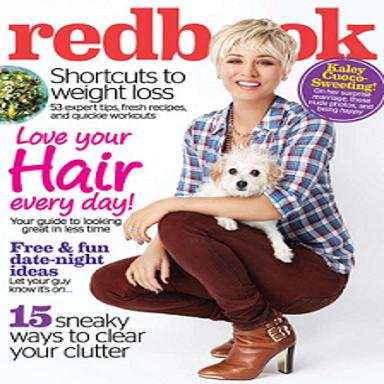 redbook
Shortcuts to
weight loss
53 expert tips, fresh recipes,
and quickie workouts
Kaley
Cuoco-
Sweeting!
On her surprise
marriage, those
nude photos, and
being happy
Love your
Hair
every day!
Your guide to looking
great in less time
Free & fun
date-night
ideas
Let your guy
know it's on...
15 sneaky
ways to clear
your clutter